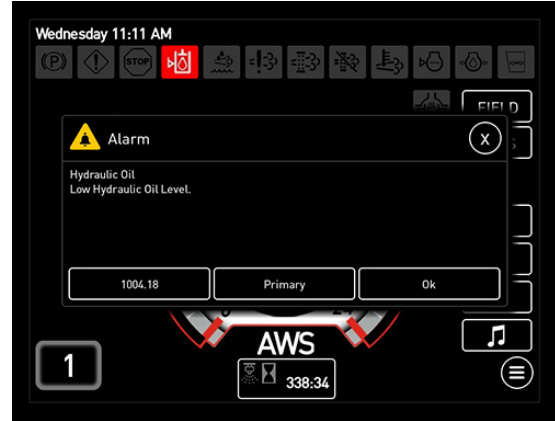 Wednesday 11:11 AM
(P)
STOP
FIELD
Alarm
X
S
Hydraulic Oil
Low Hydraulic Oil Level.
1004.18
Primary
Ok
AWS
1
338:34